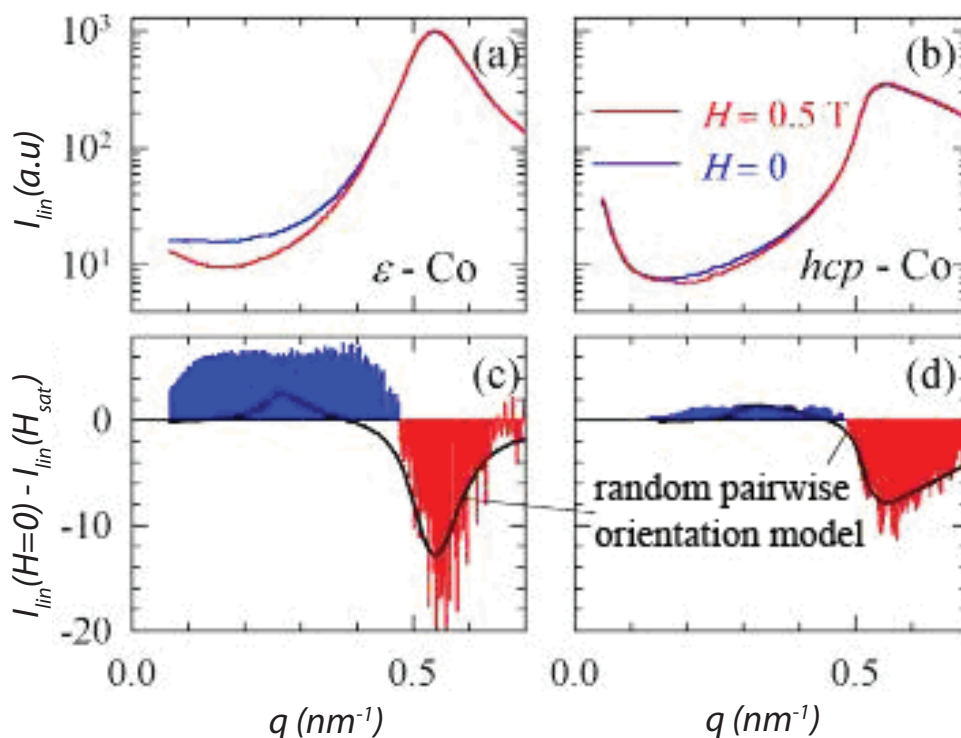 I_lin(a.u)
10³
10²
10¹
(a)
ε - Co
(b)
H = 0.5 T
H = 0
hcp - Co
I_lin(H=0) - I_lin(H_sat)
0
-10
-20
(c)
(d)
random pairwise
orientation model
0.0
0.5
0.0
0.5
q (nm⁻¹)
q (nm⁻¹)